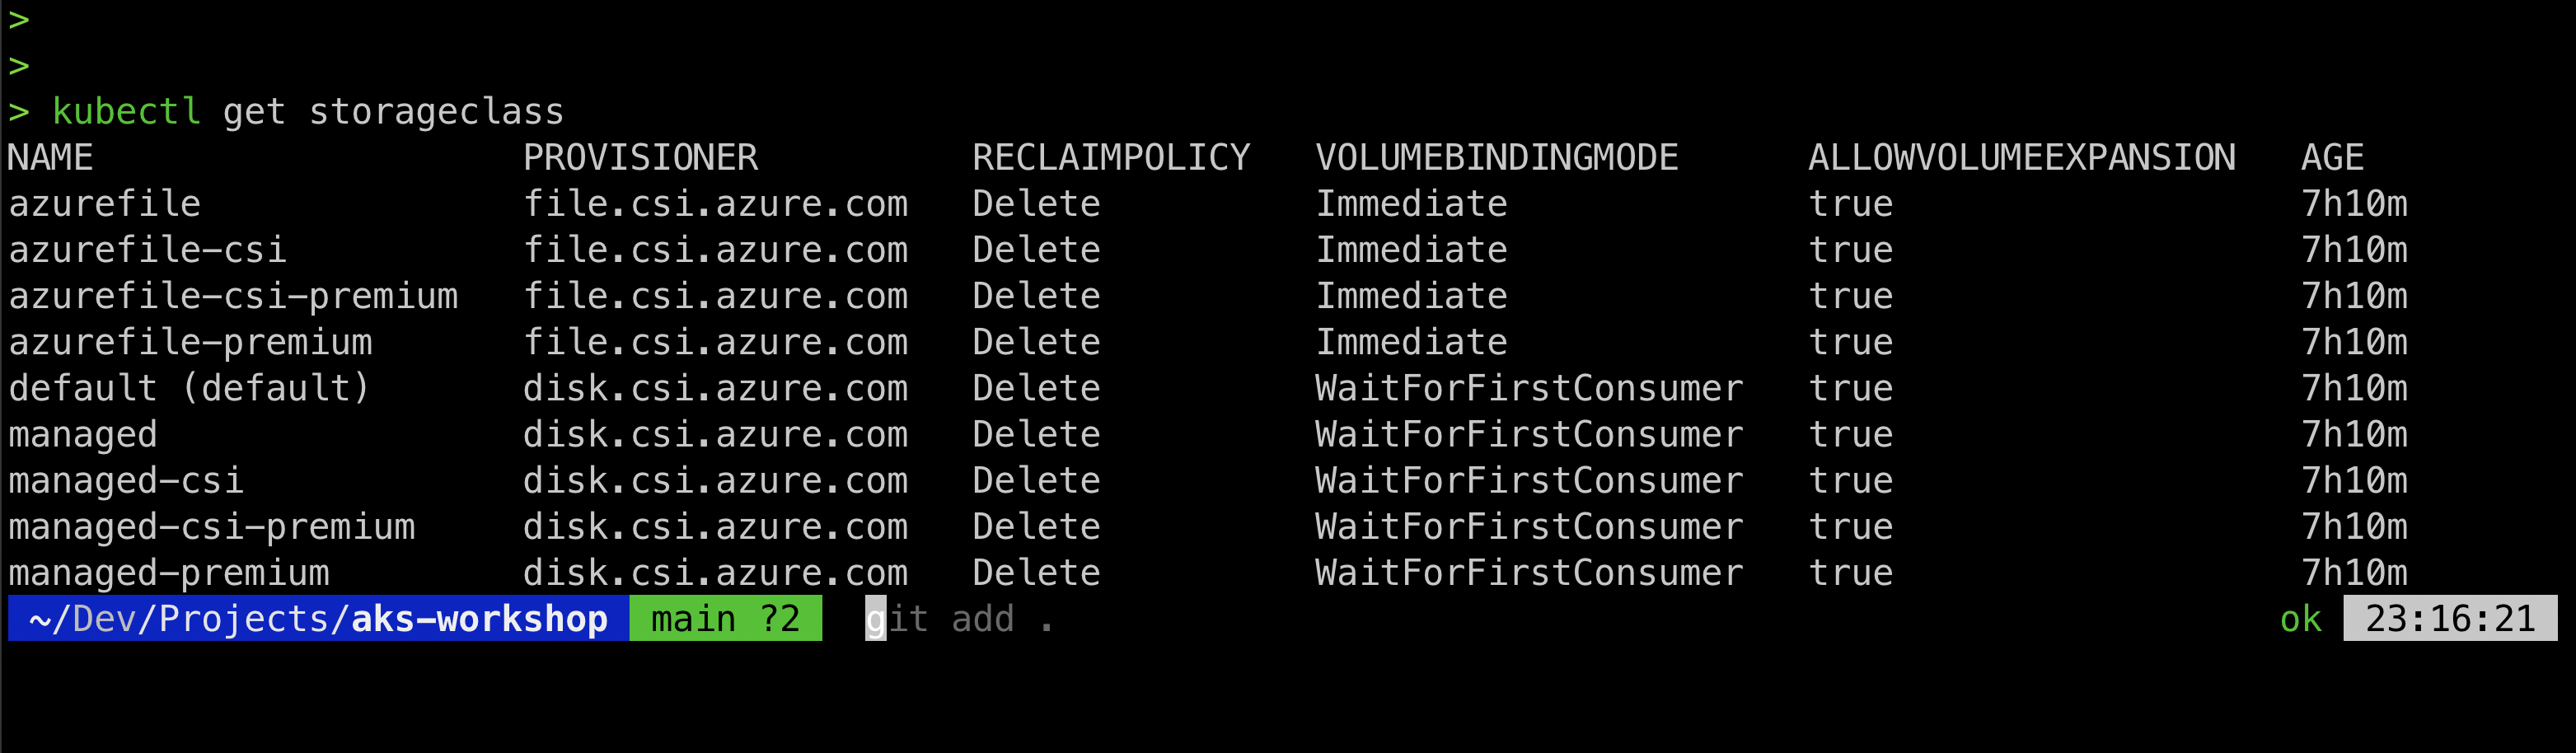 >
>
> kubectl get storageclass
NAME                    PROVISIONER          RECLAIMPOLICY   VOLUMEBINDINGMODE      ALLOWVOLUMEEXPANSION   AGE
azurefile               file.csi.azure.com   Delete          Immediate              true                   7h10m
azurefile-csi           file.csi.azure.com   Delete          Immediate              true                   7h10m
azurefile-csi-premium   file.csi.azure.com   Delete          Immediate              true                   7h10m
azurefile-premium       file.csi.azure.com   Delete          Immediate              true                   7h10m
default (default)       disk.csi.azure.com   Delete          WaitForFirstConsumer   true                   7h10m
managed                 disk.csi.azure.com   Delete          WaitForFirstConsumer   true                   7h10m
managed-csi             disk.csi.azure.com   Delete          WaitForFirstConsumer   true                   7h10m
managed-csi-premium     disk.csi.azure.com   Delete          WaitForFirstConsumer   true                   7h10m
managed-premium         disk.csi.azure.com   Delete          WaitForFirstConsumer   true                   7h10m
~/Dev/Projects/aks-workshop main ?2 git add . ok 23:16:21